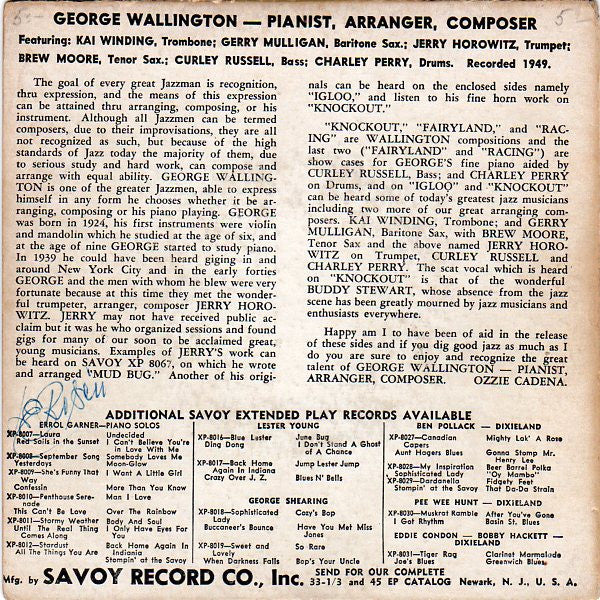 GEORGE WALLINGTON — PIANIST, ARRANGER, COMPOSER
Featuring: KAI WINDING, Trombone; GERRY MULLIGAN, Baritone Sax.; JERRY HOROWITZ, Trumpet;
BREW MOORE, Tenor Sax.; CURLEY RUSSELL, Bass; CHARLEY PERRY, Drums. Recorded 1949.
The goal of every great Jazzman is recognition,
thru expression, and the means of this expression
can be attained thru arranging, composing, or his
instrument. Although all Jazzmen can be termed
composers, due to their improvisations, they are all
not recognized as such, but because of the high
standards of Jazz today the majority of them, due
to serious study and hard work, can compose and
arrange with equal ability. GEORGE WALLING-
TON is one of the greater Jazzmen, able to express
himself in any form he chooses whether it be ar-
ranging, composing or his piano playing. GEORGE
was born in 1924, his first instruments were violin
and mandolin which he studied at the age of six, and
at the age of nine GEORGE started to study piano.
In 1939 he could have been heard giging in and
around New York City and in the early forties
GEORGE and the men with whom he blew were very
fortunate because at this time they met the wonder-
ful trumpeter, arranger, composer JERRY HORO-
WITZ. JERRY may not have received public ac-
claim but it was he who organized sessions and found
gigs for many of our soon to be acclaimed great,
young musicians. Examples of JERRY'S work can
be heard on SAVOY XP 8067, on which he wrote
and arranged "MUD BUG." Another of his origi-
nals can be heard on the enclosed sides namely
"IGLOO," and listen to his fine horn work on
"KNOCKOUT."
"KNOCKOUT," "FAIRYLAND," and "RAC-
ING" are WALLINGTON compositions and the
last two ("FAIRYLAND" and "RACING") are
show cases for GEORGE'S fine piano aided by
CURLEY RUSSELL, Bass; and CHARLEY PERRY
on Drums, and on "IGLOO" and "KNOCKOUT"
can be heard some of today's greatest jazz musicians
including two more of our great arranging com-
posers. KAI WINDING, Trombone; and GERRY
MULLIGAN, Baritone Sax, with BREW MOORE,
Tenor Sax and the above named JERRY HORO-
WITZ on Trumpet, CURLEY RUSSELL and
CHARLEY PERRY. The scat vocal which is heard
on "KNOCKOUT" is that of the wonderful
BUDDY STEWART, whose absence from the jazz
scene has been greatly mourned by jazz musicians and
enthusiasts everywhere.
Happy am I to have been of aid in the release
of these sides and if you dig good jazz as much as I
do you are sure to enjoy and recognize the great
talent of GEORGE WALLINGTON — PIANIST,
ARRANGER, COMPOSER. OZZIE CADENA.
ADDITIONAL SAVOY EXTENDED PLAY RECORDS AVAILABLE
ERROL GARNER—PIANO SOLOS
XP-8007—Laura Undecided
Red Sails in the Sunset I Can't Believe You're
in Love With Me
XP-8008—September Song Somebody Loves Me
Yesterdays Moon-Glow
XP-8009—She's Funny That I Want A Little Girl
Way
Confessin More Than You Know
XP-8010—Penthouse Sere- Man I Love
nade
This Can't Be Love Over The Rainbow
XP-8011—Stormy Weather Body And Soul
Until The Real Thing I Only Have Eyes For
Comes Along You
XP-8012—Stardust Back Home Again In
All The Things You Are Indiana
Stompin' at the Savoy
LESTER YOUNG
XP-8016—Blue Lester June Bug
Ding Dong I Don't Stand A Ghost
of A Chance
XP-8017—Back Home Jump Lester Jump
Again In Indiana
Crazy Over J. Z. Blues N' Bells
GEORGE SHEARING
XP-8018—Sophisticated Cozy's Bop
Lady
Buccaneer's Bounce Have You Met Miss
Jones
XP-8019—Sweet and So Rare
Lovely
When Darkness Falls Bop's Your Uncle
BEN POLLACK — DIXIELAND
XP-8027—Canadian Mighty Lak' A Rose
Capers
Aunt Hagers Blues Gonna Stomp Mr.
Henry Lee
XP-8028—My Inspiration Beer Barrel Polka
Sophisticated Lady "Oy Mambo"
XP-8029—Dardanella Fidgety Feet
Stompin' at the Savoy That Da-Da Strain
PEE WEE HUNT — DIXIELAND
XP-8030—Muskrat Ramble After You've Gone
I Got Rhythm Basin St. Blues
EDDIE CONDON — BOBBY HACKETT —
DIXIELAND
XP-8031—Tiger Rag Clarinet Marmalade
Joe's Blues Greenwich Blues
Mfg. by SAVOY RECORD CO., Inc. SEND FOR OUR COMPLETE
33-1/3 and 45 EP CATALOG Newark, N. J., U. S. A.